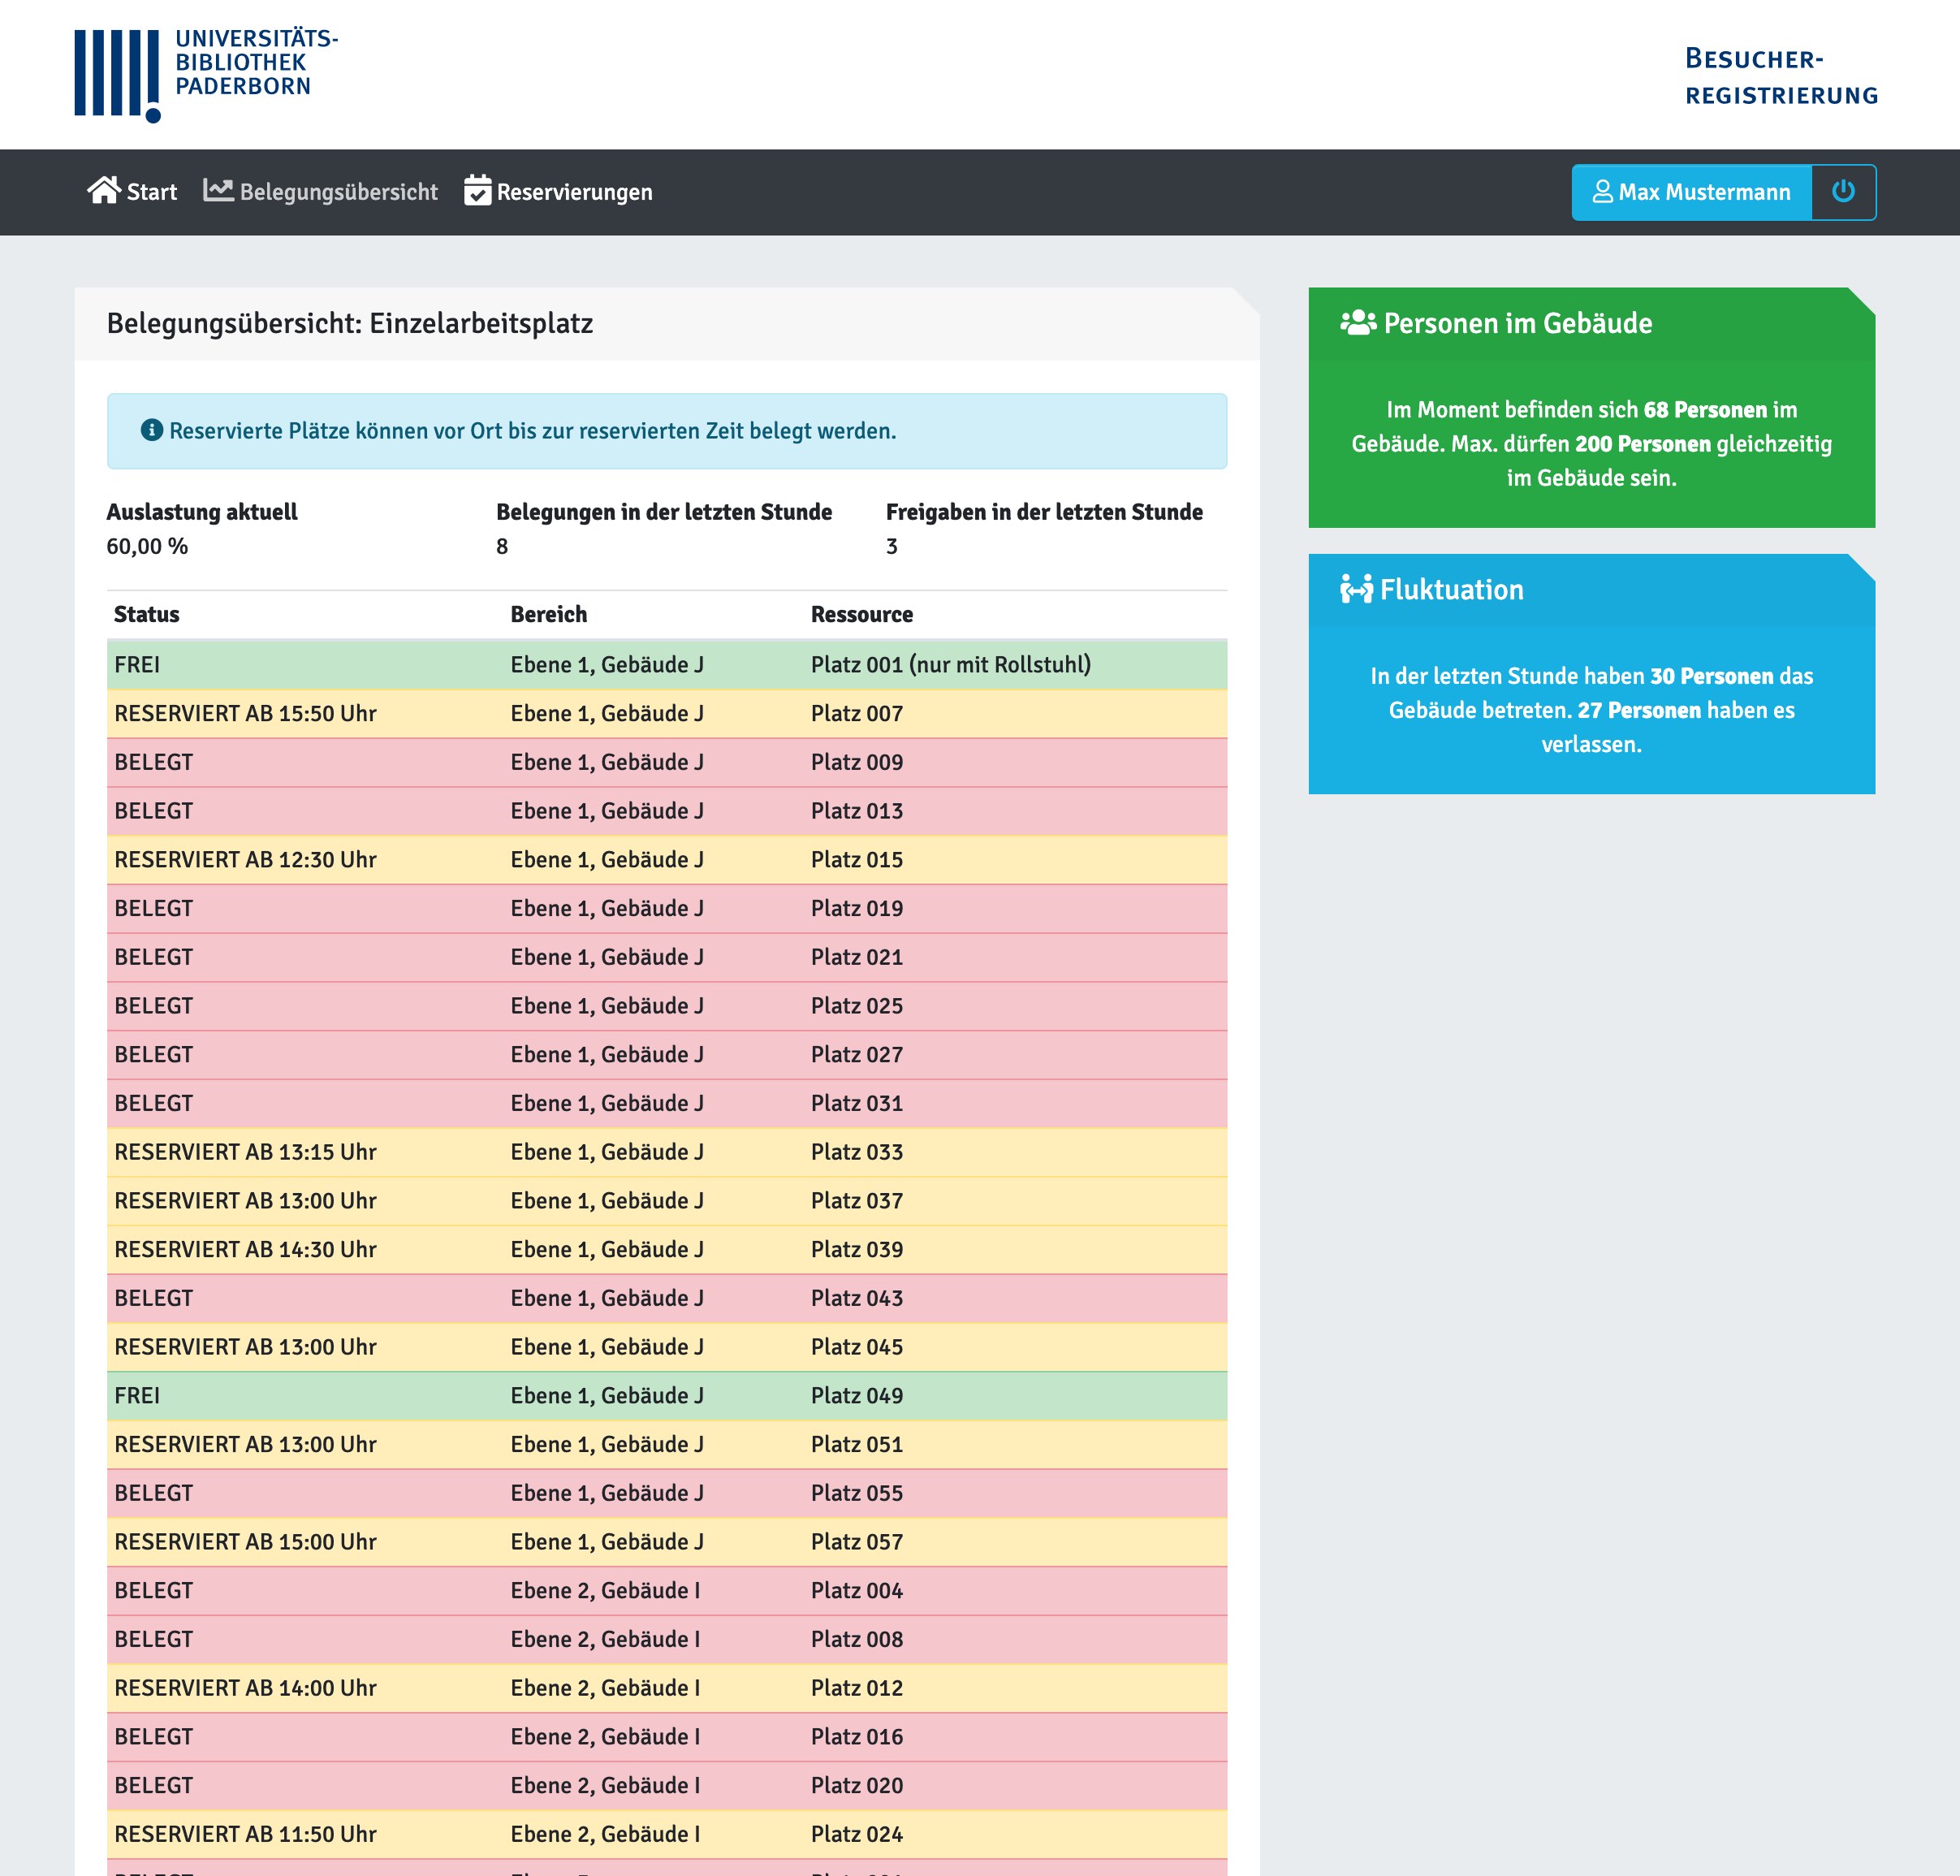 UNIVERSITÄTS-
BIBLIOTHEK
PADERBORN
BESUCHER-
REGISTRIERUNG
Start Belegungsübersicht Reservierungen Max Mustermann
Belegungsübersicht: Einzelarbeitsplatz
Reservierte Plätze können vor Ort bis zur reservierten Zeit belegt werden.
Auslastung aktuell Belegungen in der letzten Stunde Freigaben in der letzten Stunde
60,00 % 8 3
Status Bereich Ressource
FREI Ebene 1, Gebäude J Platz 001 (nur mit Rollstuhl)
RESERVIERT AB 15:50 Uhr Ebene 1, Gebäude J Platz 007
BELEGT Ebene 1, Gebäude J Platz 009
BELEGT Ebene 1, Gebäude J Platz 013
RESERVIERT AB 12:30 Uhr Ebene 1, Gebäude J Platz 015
BELEGT Ebene 1, Gebäude J Platz 019
BELEGT Ebene 1, Gebäude J Platz 021
BELEGT Ebene 1, Gebäude J Platz 025
BELEGT Ebene 1, Gebäude J Platz 027
BELEGT Ebene 1, Gebäude J Platz 031
RESERVIERT AB 13:15 Uhr Ebene 1, Gebäude J Platz 033
RESERVIERT AB 13:00 Uhr Ebene 1, Gebäude J Platz 037
RESERVIERT AB 14:30 Uhr Ebene 1, Gebäude J Platz 039
BELEGT Ebene 1, Gebäude J Platz 043
RESERVIERT AB 13:00 Uhr Ebene 1, Gebäude J Platz 045
FREI Ebene 1, Gebäude J Platz 049
RESERVIERT AB 13:00 Uhr Ebene 1, Gebäude J Platz 051
BELEGT Ebene 1, Gebäude J Platz 055
RESERVIERT AB 15:00 Uhr Ebene 1, Gebäude J Platz 057
BELEGT Ebene 2, Gebäude I Platz 004
BELEGT Ebene 2, Gebäude I Platz 008
RESERVIERT AB 14:00 Uhr Ebene 2, Gebäude I Platz 012
BELEGT Ebene 2, Gebäude I Platz 016
BELEGT Ebene 2, Gebäude I Platz 020
RESERVIERT AB 11:50 Uhr Ebene 2, Gebäude I Platz 024
Personen im Gebäude
Im Moment befinden sich 68 Personen im
Gebäude. Max. dürfen 200 Personen gleichzeitig
im Gebäude sein.
Fluktuation
In der letzten Stunde haben 30 Personen das
Gebäude betreten. 27 Personen haben es
verlassen.